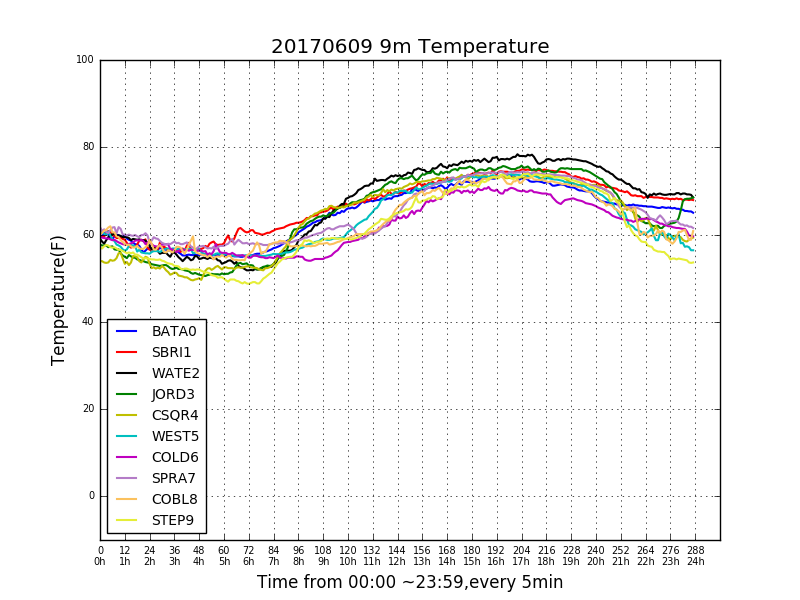 20170609 9m Temperature
Temperature(F)
100
80
60
40
20
0
BATA0
SBRI1
WATE2
JORD3
CSQR4
WEST5
COLD6
SPRA7
COBL8
STEP9
0 12 24 36 48 60 72 84 96 108 120 132 144 156 168 180 192 204 216 228 240 252 264 276 288
0h 1h 2h 3h 4h 5h 6h 7h 8h 9h 10h 11h 12h 13h 14h 15h 16h 17h 18h 19h 20h 21h 22h 23h 24h
Time from 00:00 ~23:59,every 5min